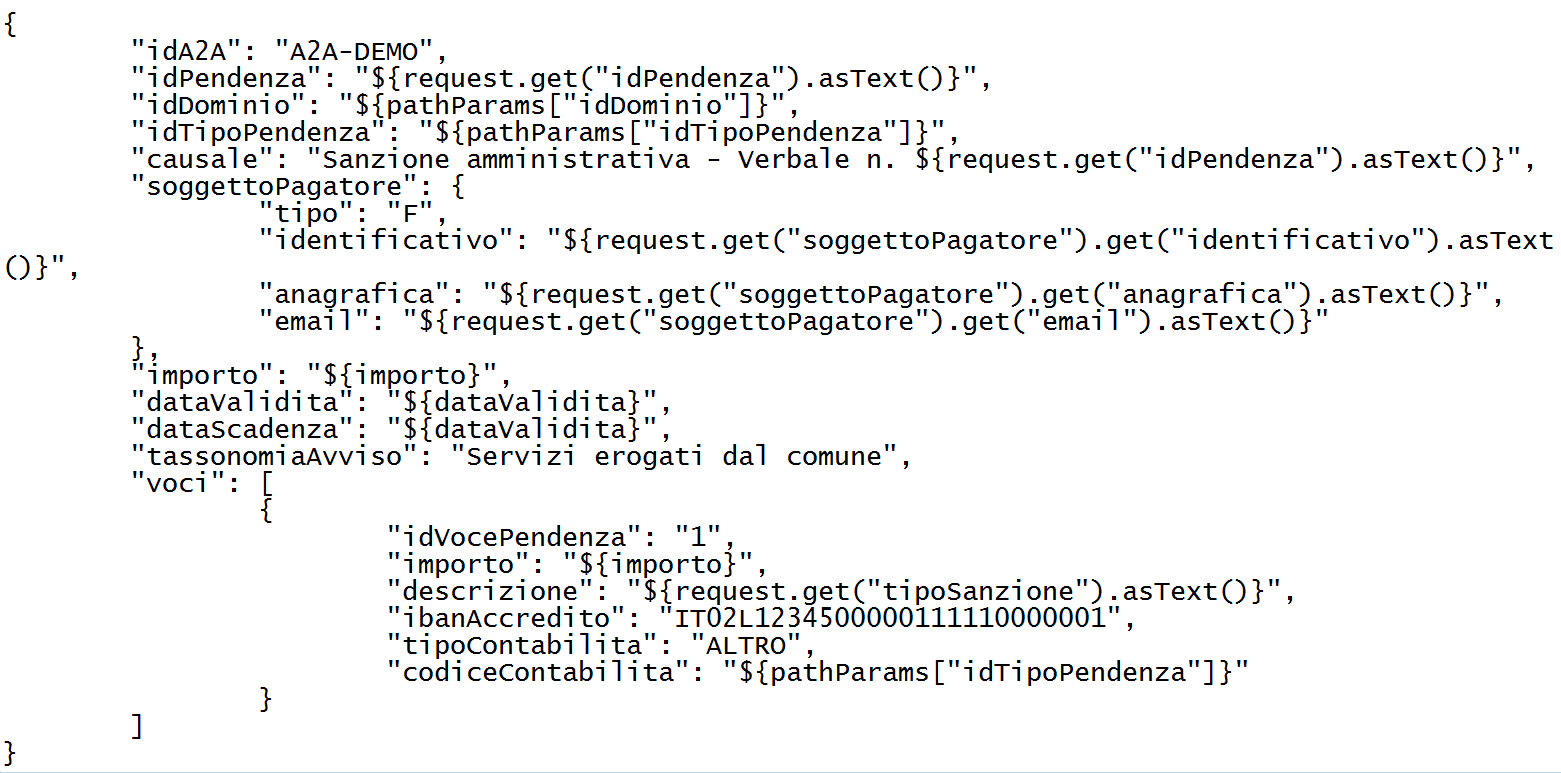 {
	"idA2A": "A2A-DEMO",
	"idPendenza": "${request.get("idPendenza").asText()}",
	"idDominio": "${pathParams["idDominio"]}",
	"idTipoPendenza": "${pathParams["idTipoPendenza"]}",
	"causale": "Sanzione amministrativa - Verbale n. ${request.get("idPendenza").asText()}",
	"soggettoPagatore": {
		"tipo": "F",
		"identificativo": "${request.get("soggettoPagatore").get("identificativo").asText
()}",
		"anagrafica": "${request.get("soggettoPagatore").get("anagrafica").asText()}",
		"email": "${request.get("soggettoPagatore").get("email").asText()}"
	},
	"importo": "${importo}",
	"dataValidita": "${dataValidita}",
	"dataScadenza": "${dataValidita}",
	"tassonomiaAvviso": "Servizi erogati dal comune",
	"voci": [
		{
			"idVocePendenza": "1",
			"importo": "${importo}",
			"descrizione": "${request.get("tipoSanzione").asText()}",
			"ibanAccredito": "IT02L1234500000111110000001",
			"tipoContabilita": "ALTRO",
			"codiceContabilita": "${pathParams["idTipoPendenza"]}"
		}
	]
}